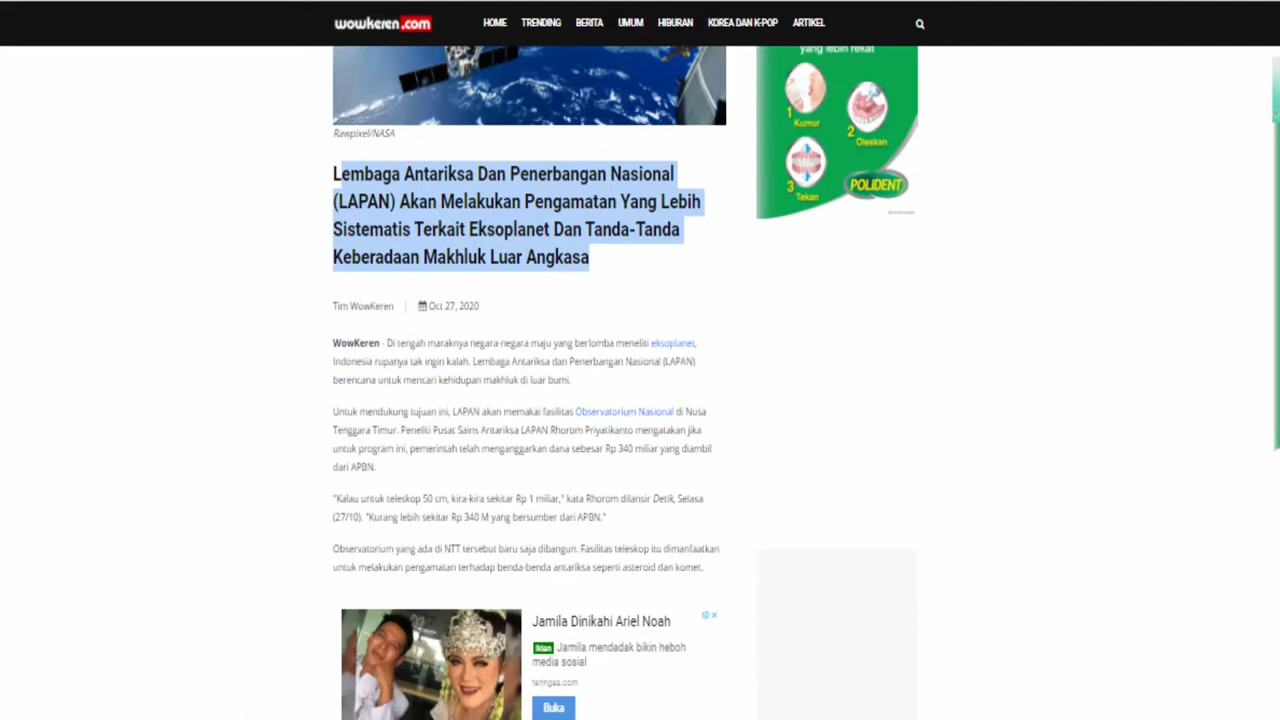 wowkeren.com
HOME TRENDING BERITA UMUM HIBURAN KOREA DAN K-POP ARTIKEL
yang lebih rekat
1
Kumur
2
Oleskan
3
Tekan
POLIDENT
Rawpixel/NASA
Lembaga Antariksa Dan Penerbangan Nasional
(LAPAN) Akan Melakukan Pengamatan Yang Lebih
Sistematis Terkait Eksoplanet Dan Tanda-Tanda
Keberadaan Makhluk Luar Angkasa
Tim WowKeren Oct 27, 2020
WowKeren - Di tengah maraknya negara-negara maju yang berlomba meneliti eksoplanet,
Indonesia rupanya tak ingin kalah. Lembaga Antariksa dan Penerbangan Nasional (LAPAN)
berencana untuk mencari kehidupan makhluk di luar bumi.
Untuk mendukung tujuan ini, LAPAN akan memakai fasilitas Observatorium Nasional di Nusa
Tenggara Timur. Peneliti Pusat Sains Antariksa LAPAN Rhorom Priyatikanto mengatakan jika
untuk program ini, pemerintah telah menganggarkan dana sebesar Rp 340 miliar yang diambil
dari APBN.
"Kalau untuk teleskop 50 cm, kira-kira sekitar Rp 1 miliar," kata Rhorom dilansir Detik, Selasa
(27/10). "Kurang lebih sekitar Rp 340 M yang bersumber dari APBN."
Observatorium yang ada di NTT tersebut baru saja dibangun. Fasilitas teleskop itu dimanfaatkan
untuk melakukan pengamatan terhadap benda-benda antariksa seperti asteroid dan komet.
Jamila Dinikahi Ariel Noah
Iklan Jamila mendadak bikin heboh
media sosial
teringea.com
Buka